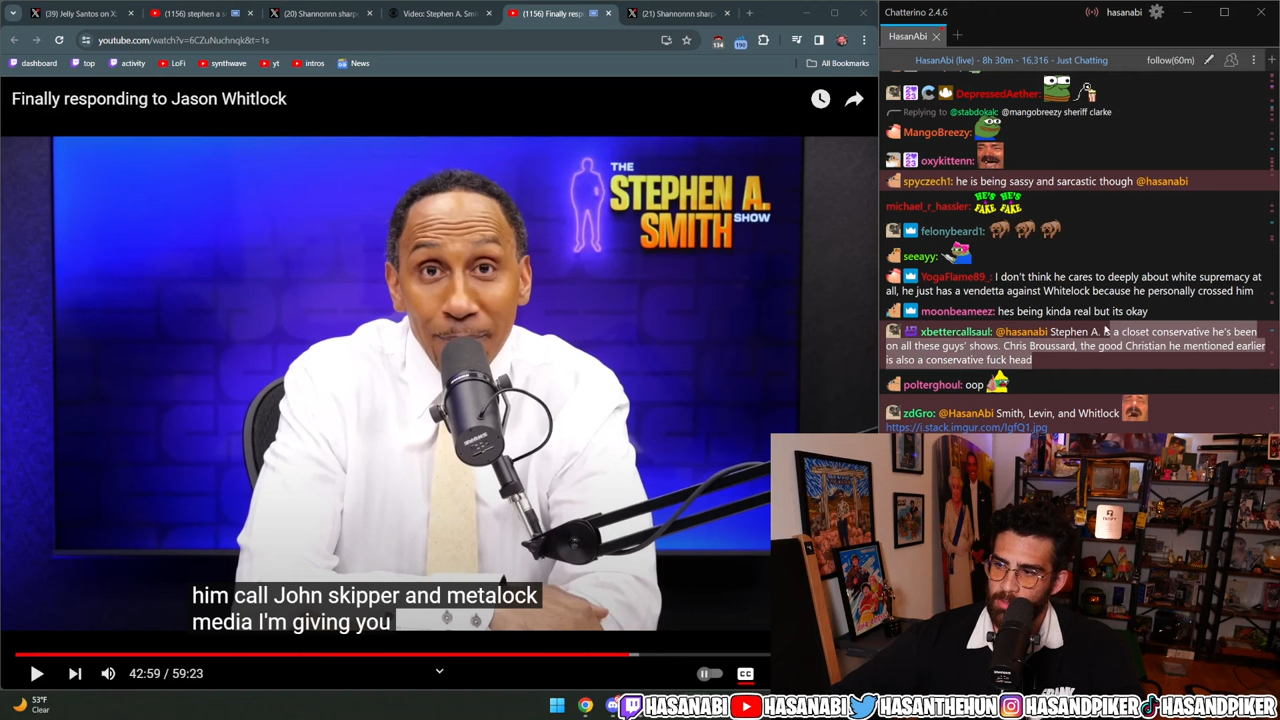 (39) Jelly Santos on X:
(1156) stephen a s
(20) Shannonnn sharp
Video: Stephen A. Smi
(1156) Finally resp
(21) Shannonnn sharp
youtube.com/watch?v=6CZuNuchnqk&t=1s
134
190
dashboard
top
activity
LoFi
synthwave
yt
intros
News
All Bookmarks
Finally responding to Jason Whitlock
THE
STEPHEN A.
SMITH
SHOW
him call John skipper and metalock
media I'm giving you
42:59 / 59:23
CC
Chatterino 2.4.6
hasanabi
HasanAbi
HasanAbi (live) - 8h 30m - 16,316 - Just Chatting
follow(60m)
DepressedAether:
Replying to @stabdokak: @mangobreezy sheriff clarke
MangoBreezy:
oxykittenn:
spyczech1: he is being sassy and sarcastic though @hasanabi
michael_r_hassler: HE'S FAKE HE'S FAKE
felonybeard1:
seeayy:
YogaFlame89_: I don't think he cares to deeply about white supremacy at
all, he just has a vendetta against Whitelock because he personally crossed him
moonbeameez: hes being kinda real but its okay
xbettercallsaul: @hasanabi Stephen A. a closet conservative he's been
on all these guys' shows. Chris Broussard, the good Christian he mentioned earlier
is also a conservative fuck head
polterghoul: oop
zdGro: @HasanAbi Smith, Levin, and Whitlock
https://i.stack.imgur.com/IgfQ1.jpg
53°F
Clear
HASANABI
HASANABI
HASANTHEHUN
HASANDPIKER
HASANDPIKER